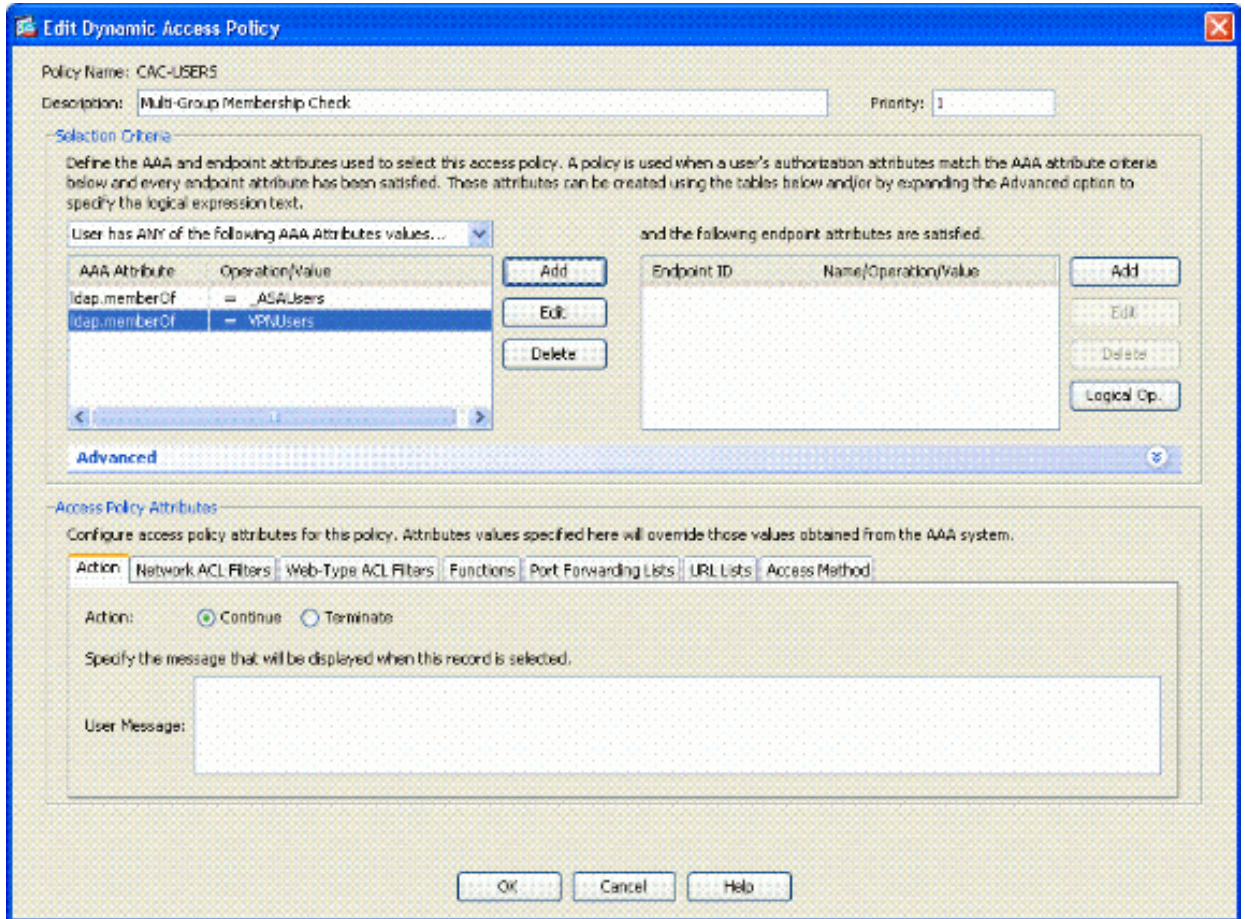 Edit Dynamic Access Policy
Policy Name: CAC-USERS
Description: Multi-Group Membership Check Priority: 1
Selection Criteria
Define the AAA and endpoint attributes used to select this access policy. A policy is used when a user's authorization attributes match the AAA attribute criteria
below and every endpoint attribute has been satisfied. These attributes can be created using the tables below and/or by expanding the Advanced option to
specify the logical expression text.
User has ANY of the following AAA Attributes values... and the following endpoint attributes are satisfied.
AAA Attribute Operation/Value Add Endpoint ID Name/Operation/Value Add
ldap.memberOf = _ASAUsers
ldap.memberOf = VPNUsers Edit Edit
Delete Delete
Logical Op.
Advanced
Access Policy Attributes
Configure access policy attributes for this policy. Attributes values specified here will override those values obtained from the AAA system.
Action Network ACL Filters Web-Type ACL Filters Functions Port Forwarding Lists URL Lists Access Method
Action: Continue Terminate
Specify the message that will be displayed when this record is selected.
User Message:
OK Cancel Help